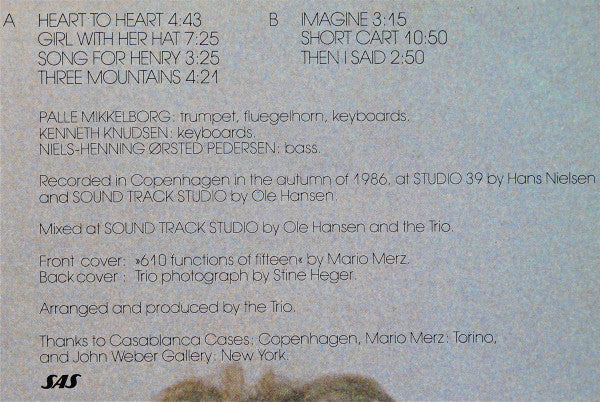 A HEART TO HEART 4:43
GIRL WITH HER HAT 7:25
SONG FOR HENRY 3:25
THREE MOUNTAINS 4:21
B IMAGINE 3:15
SHORT CART 10:50
THEN I SAID 2:50
PALLE MIKKELBORG: trumpet, fluegelhorn, keyboards.
KENNETH KNUDSEN: keyboards.
NIELS-HENNING ØRSTED PEDERSEN: bass.
Recorded in Copenhagen in the autumn of 1986, at STUDIO 39 by Hans Nielsen
and SOUND TRACK STUDIO by Ole Hansen.
Mixed at SOUND TRACK STUDIO by Ole Hansen and the Trio.
Front cover: »610 functions of fifteen« by Mario Merz.
Back cover: Trio photograph by Stine Heger.
Arranged and produced by the Trio.
Thanks to Casablanca Cases: Copenhagen, Mario Merz: Torino,
and John Weber Gallery: New York.
SAS